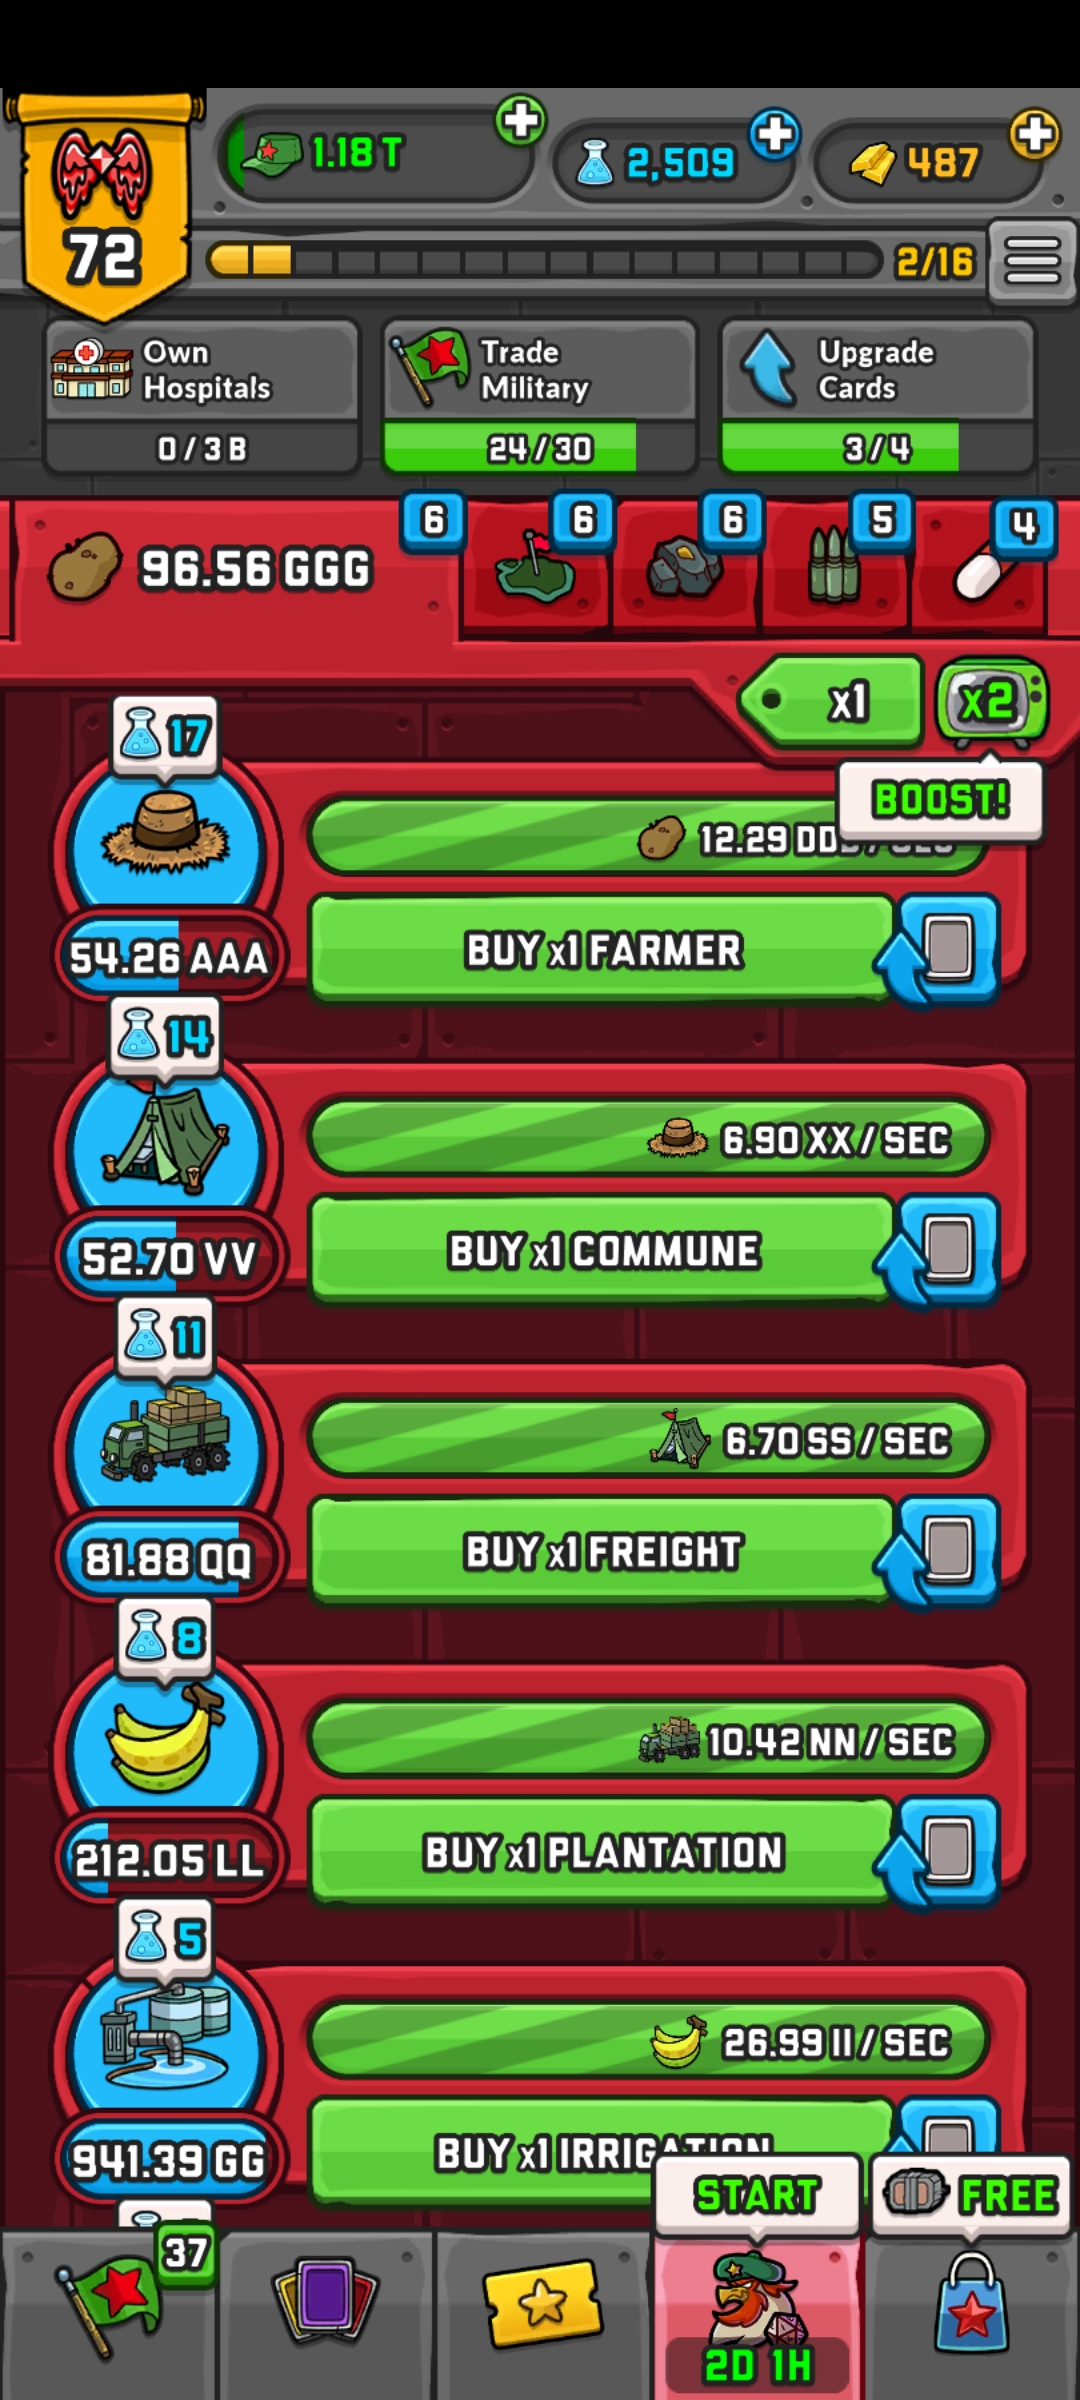 1.18 T
2,509
487
72
2/16
Own
Hospitals
0 / 3 B
Trade
Military
24 / 30
Upgrade
Cards
3 / 4
96.56 GGG
6
6
6
5
4
x1
x2
BOOST!
17
12.29
54.26 AAA
BUY x1 FARMER
14
6.90 XX / SEC
52.70 VV
BUY x1 COMMUNE
11
6.70 SS / SEC
81.88 QQ
BUY x1 FREIGHT
8
10.42 NN / SEC
212.05 LL
BUY x1 PLANTATION
5
26.99 II / SEC
941.39 GG
BUY x1 IRRIGATION
START
FREE
37
2D 1H